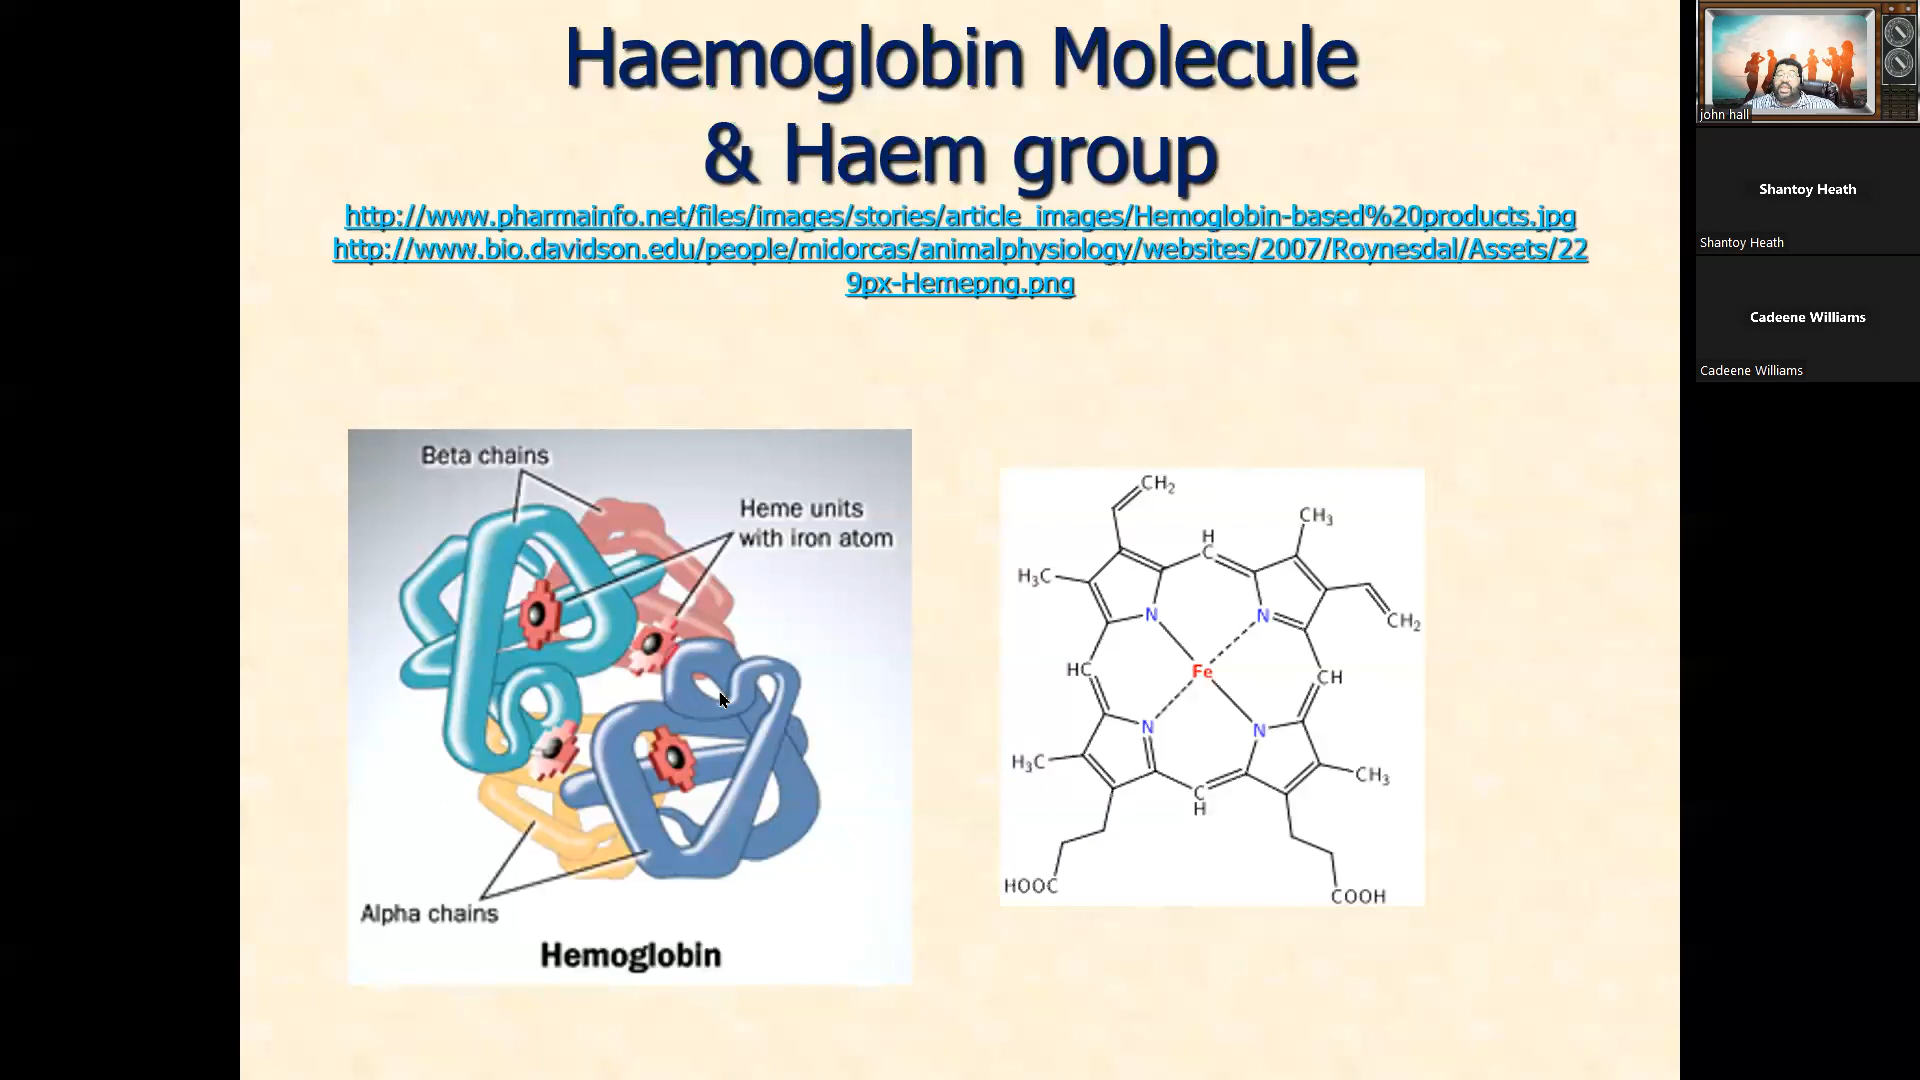 Haemoglobin Molecule
& Haem group
http://www.pharmainfo.net/files/images/stories/article_images/Hemoglobin-based%20products.jpg
http://www.bio.davidson.edu/people/midorcas/animalphysiology/websites/2007/Roynesdal/Assets/22
9px-Hemepng.png
Beta chains
Heme units
with iron atom
Alpha chains
Hemoglobin
CH₂
CH₃
H
C
H₃C
N
N
CH₂
HC
Fe
CH
N
N
H₃C
CH₃
C
H
HOOC
COOH
john hall
Shantoy Heath
Shantoy Heath
Cadeene Williams
Cadeene Williams